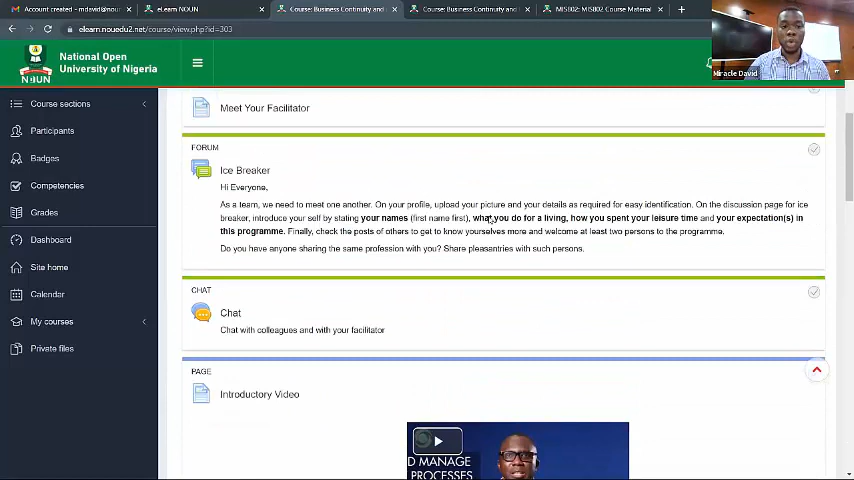 Account created - mdavid@noun
eLearn NOUN
Course: Business Continuity and
Course: Business Continuity and
MIS802: MIS802 Course Material
elearn.nouedu2.net/course/view.php?id=303
National Open
University of Nigeria
NOUN
Miracle David
Course sections
Participants
Badges
Competencies
Grades
Dashboard
Site home
Calendar
My courses
Private files
Meet Your Facilitator
FORUM
Ice Breaker
Hi Everyone,
As a team, we need to meet one another. On your profile, upload your picture and your details as required for easy identification. On the discussion page for ice
breaker, introduce your self by stating your names (first name first), what you do for a living, how you spent your leisure time and your expectation(s) in
this programme. Finally, check the posts of others to get to know yourselves more and welcome at least two persons to the programme.
Do you have anyone sharing the same profession with you? Share pleasantries with such persons.
CHAT
Chat
Chat with colleagues and with your facilitator
PAGE
Introductory Video
D MANAGE
PROCESSES